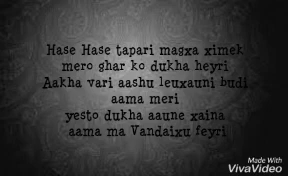 Hase Hase tapari magxa ximek
mero ghar ko dukha heyri
Aakha vari aashu leuxauni budi
aama meri
yesto dukha aaune xaina
aama ma Vandaixu feyri
Made With
VivaVideo